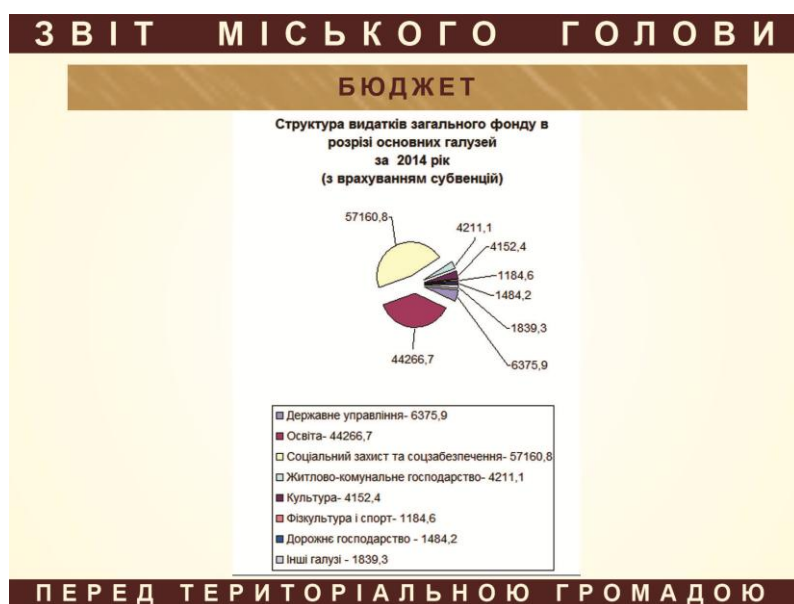 ЗВІТ МІСЬКОГО ГОЛОВИ
БЮДЖЕТ
Структура видатків загального фонду в
розрізі основних галузей
за 2014 рік
(з врахуванням субвенцій)
57160,8
4211,1
4152,4
1184,6
1484,2
1839,3
6375,9
44266,7
Державне управління- 6375,9
Освіта- 44266,7
Соціальний захист та соцзабезпечення- 57160,8
Житлово-комунальне господарство- 4211,1
Культура- 4152,4
Фізкультура і спорт- 1184,6
Дорожнє господарство - 1484,2
Інші галузі - 1839,3
ПЕРЕД ТЕРИТОРІАЛЬНОЮ ГРОМАДОЮ